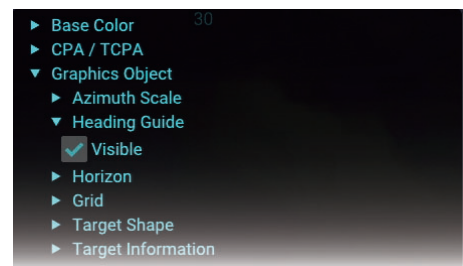 30
Base Color
CPA / TCPA
Graphics Object
Azimuth Scale
Heading Guide
Visible
Horizon
Grid
Target Shape
Target Information